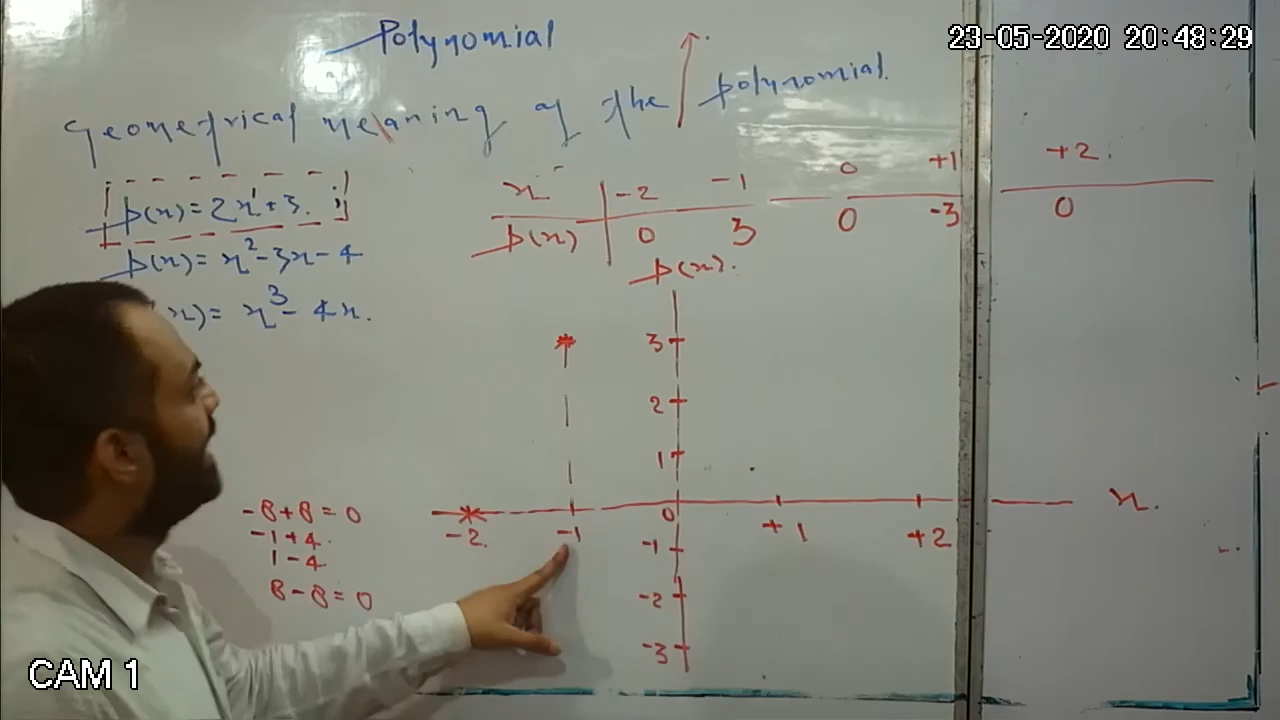 Polynomial
23-05-2020 20:48:29
Geometrical meaning of the polynomial.
p(x) = 2x¹ + 3.
p(x) = x² - 3x - 4
x) = x³ - 4x.
x -2 -1 0 +1 +2.
p(x) 0 3 0 -3 0
p(x).
3
2
1
0
x.
-2. -1 +1 +2
-1
-2
-3
-8+8=0
-1+4.
1-4
8-8=0
CAM 1